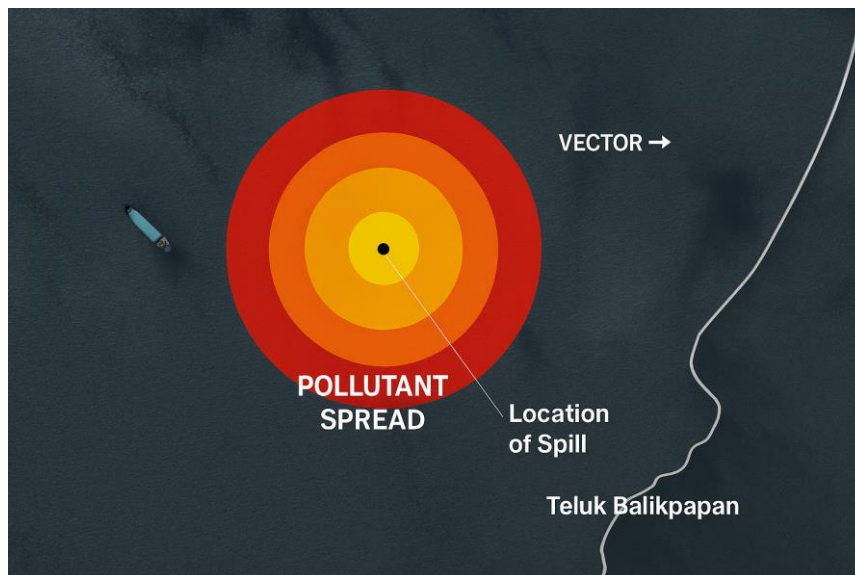 VECTOR →
POLLUTANT
SPREAD
Location
of Spill
Teluk Balikpapan